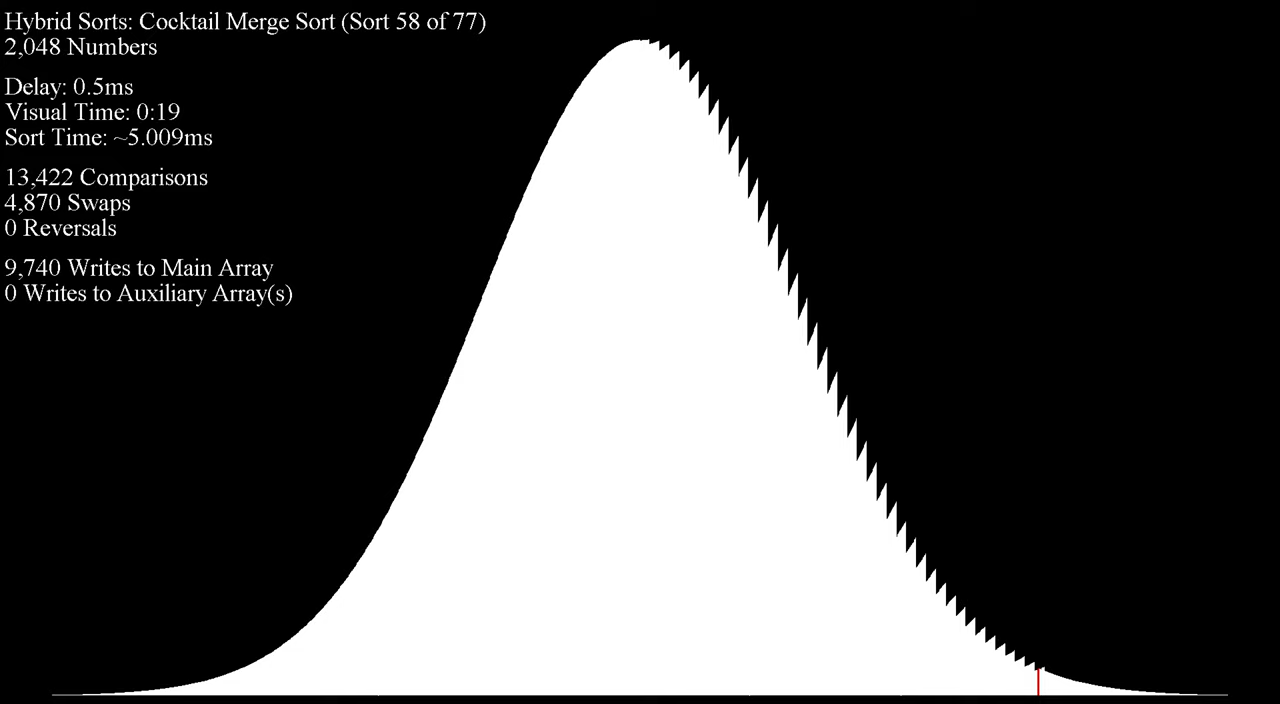 Hybrid Sorts: Cocktail Merge Sort (Sort 58 of 77)
2,048 Numbers
Delay: 0.5ms
Visual Time: 0:19
Sort Time: ~5.009ms
13,422 Comparisons
4,870 Swaps
0 Reversals
9,740 Writes to Main Array
0 Writes to Auxiliary Array(s)